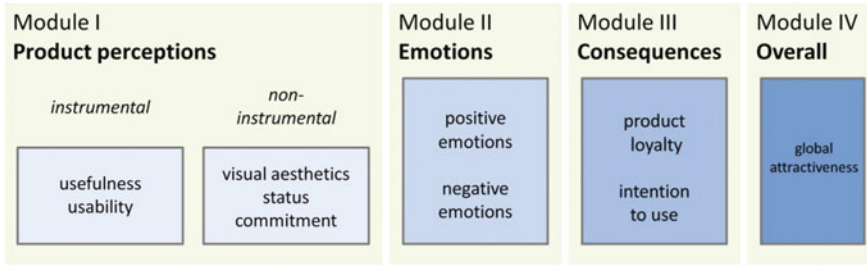 Module I
Product perceptions
instrumental
non-
instrumental
usefulness
usability
visual aesthetics
status
commitment
Module II
Emotions
positive
emotions
negative
emotions
Module III
Consequences
product
loyalty
intention
to use
Module IV
Overall
global
attractiveness